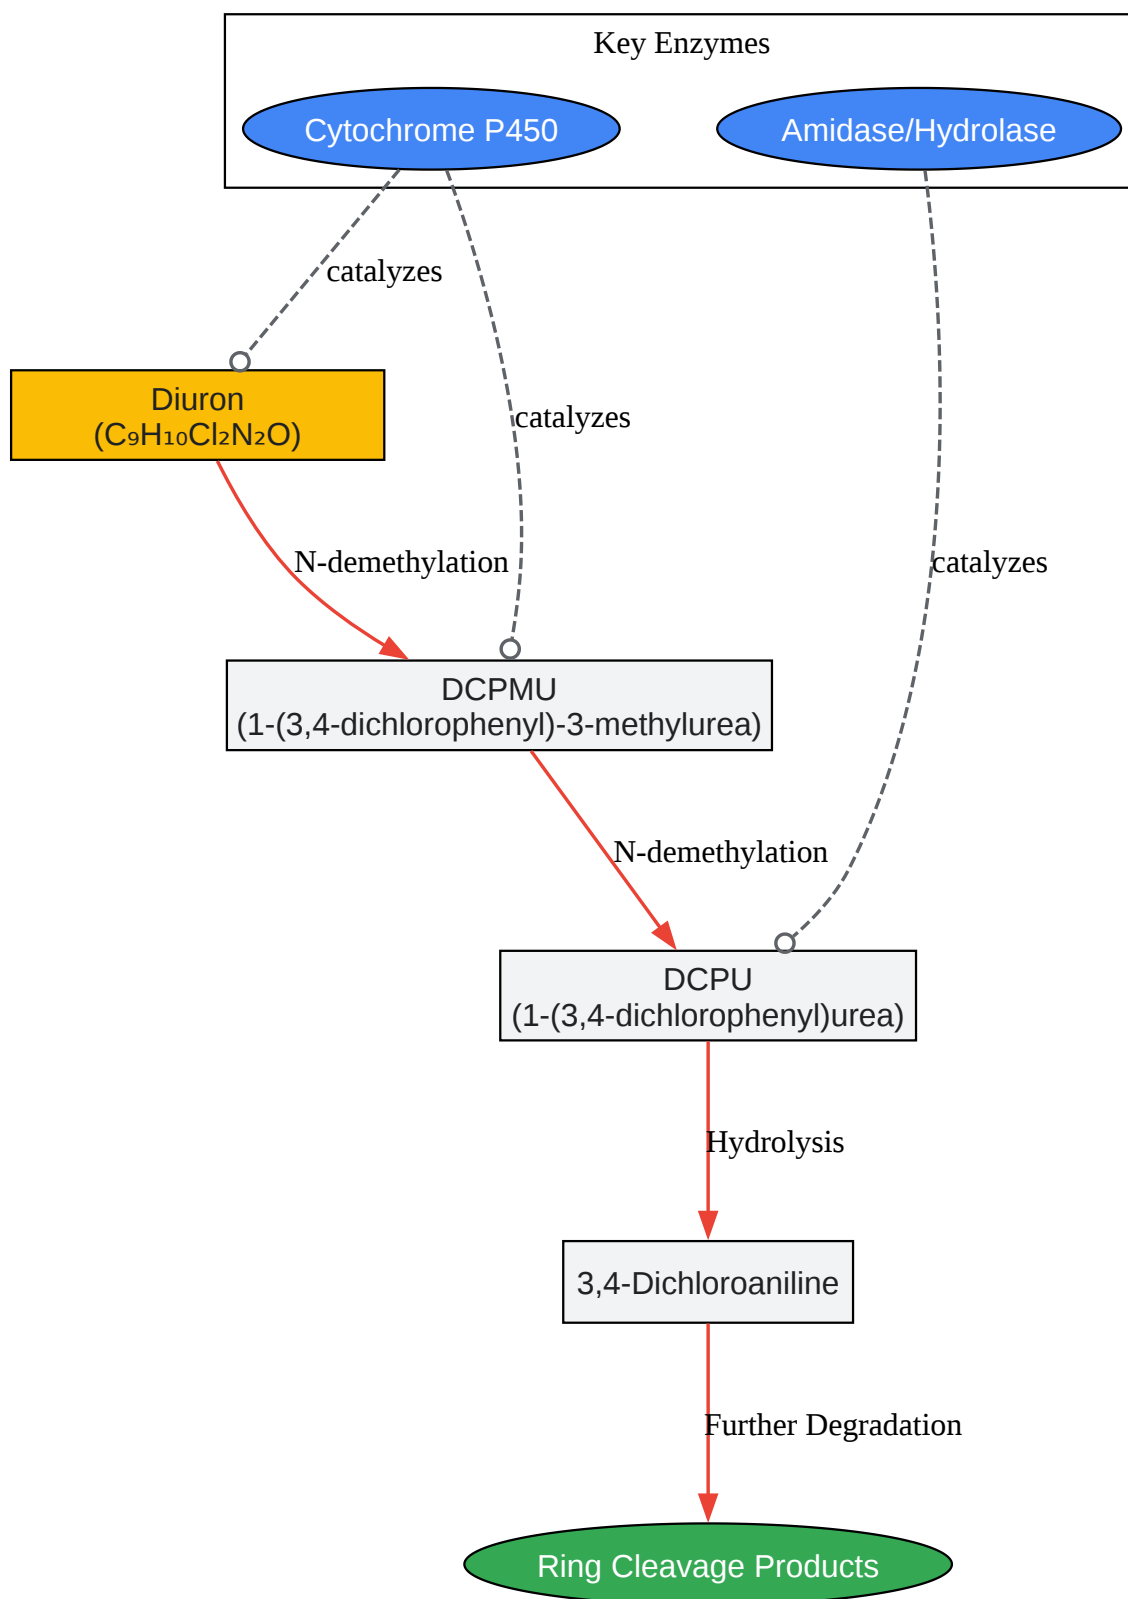 Key Enzymes
Cytochrome P450
Amidase/Hydrolase
catalyzes
Diuron
(C₉H₁₀Cl₂N₂O)
catalyzes
N-demethylation
catalyzes
DCPMU
(1-(3,4-dichlorophenyl)-3-methylurea)
N-demethylation
DCPU
(1-(3,4-dichlorophenyl)urea)
Hydrolysis
3,4-Dichloroaniline
Further Degradation
Ring Cleavage Products